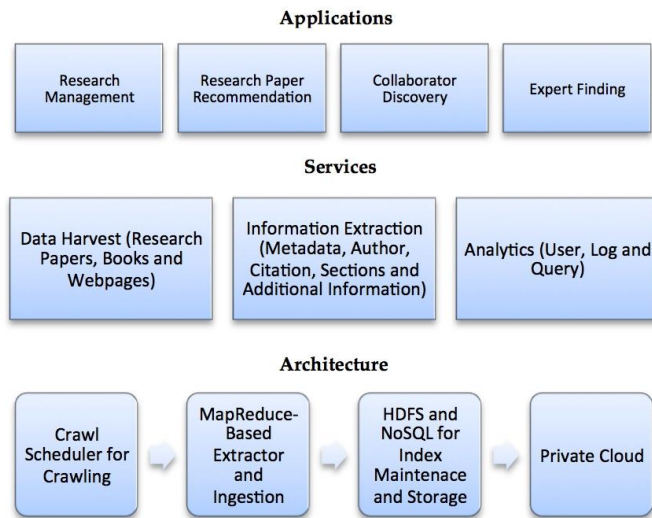 Applications
Research
Management
Research Paper
Recommendation
Collaborator
Discovery
Expert Finding
Services
Data Harvest (Research
Papers, Books and
Webpages)
Information Extraction
(Metadata, Author,
Citation, Sections and
Additional Information)
Analytics (User, Log and
Query)
Architecture
Crawl
Scheduler for
Crawling
MapReduce-
Based
Extractor
and
Ingestion
HDFS and
NoSQL for
Index
Maintenace
and Storage
Private Cloud